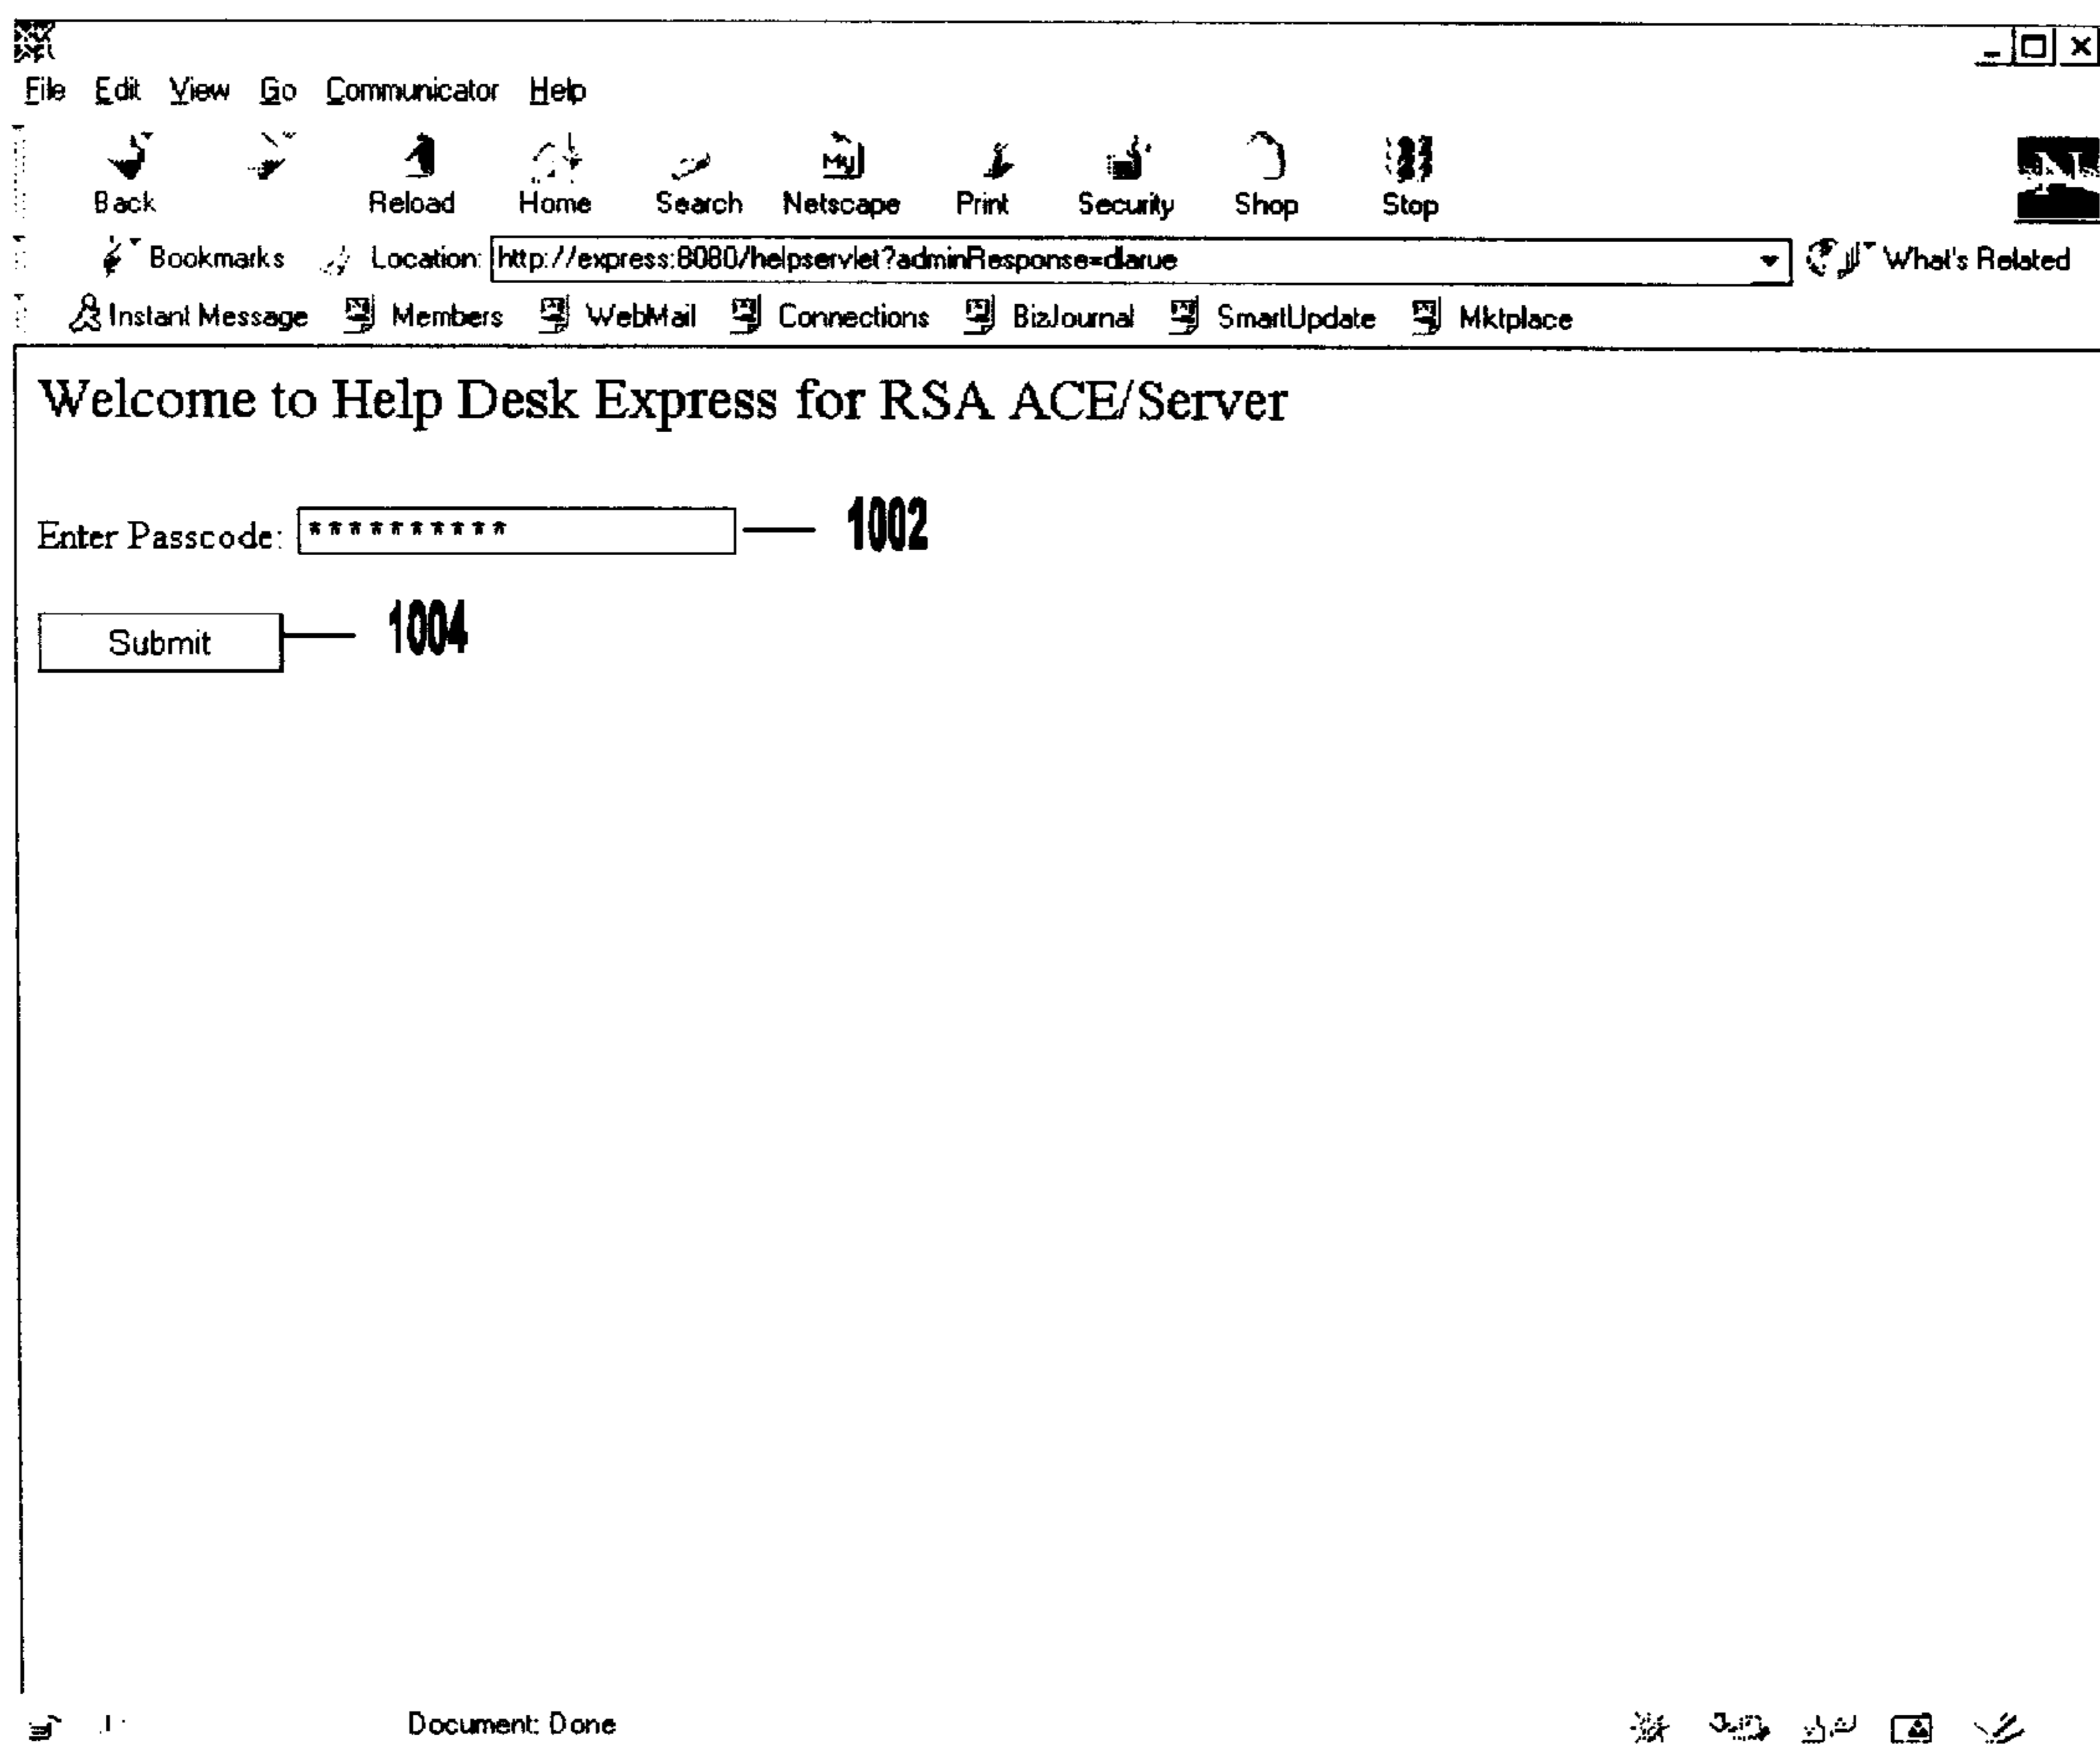 File Edit View Go Communicator Help
Back Reload Home Search Netscape Print Security Shop Stop
My
N
Bookmarks Location: http://express:8080/helpservlet?adminResponse=dlarue What's Related
Instant Message Members WebMail Connections BizJournal SmartUpdate Mktplace
Welcome to Help Desk Express for RSA ACE/Server
Enter Passcode: ********** 1002
Submit 1004
Document: Done